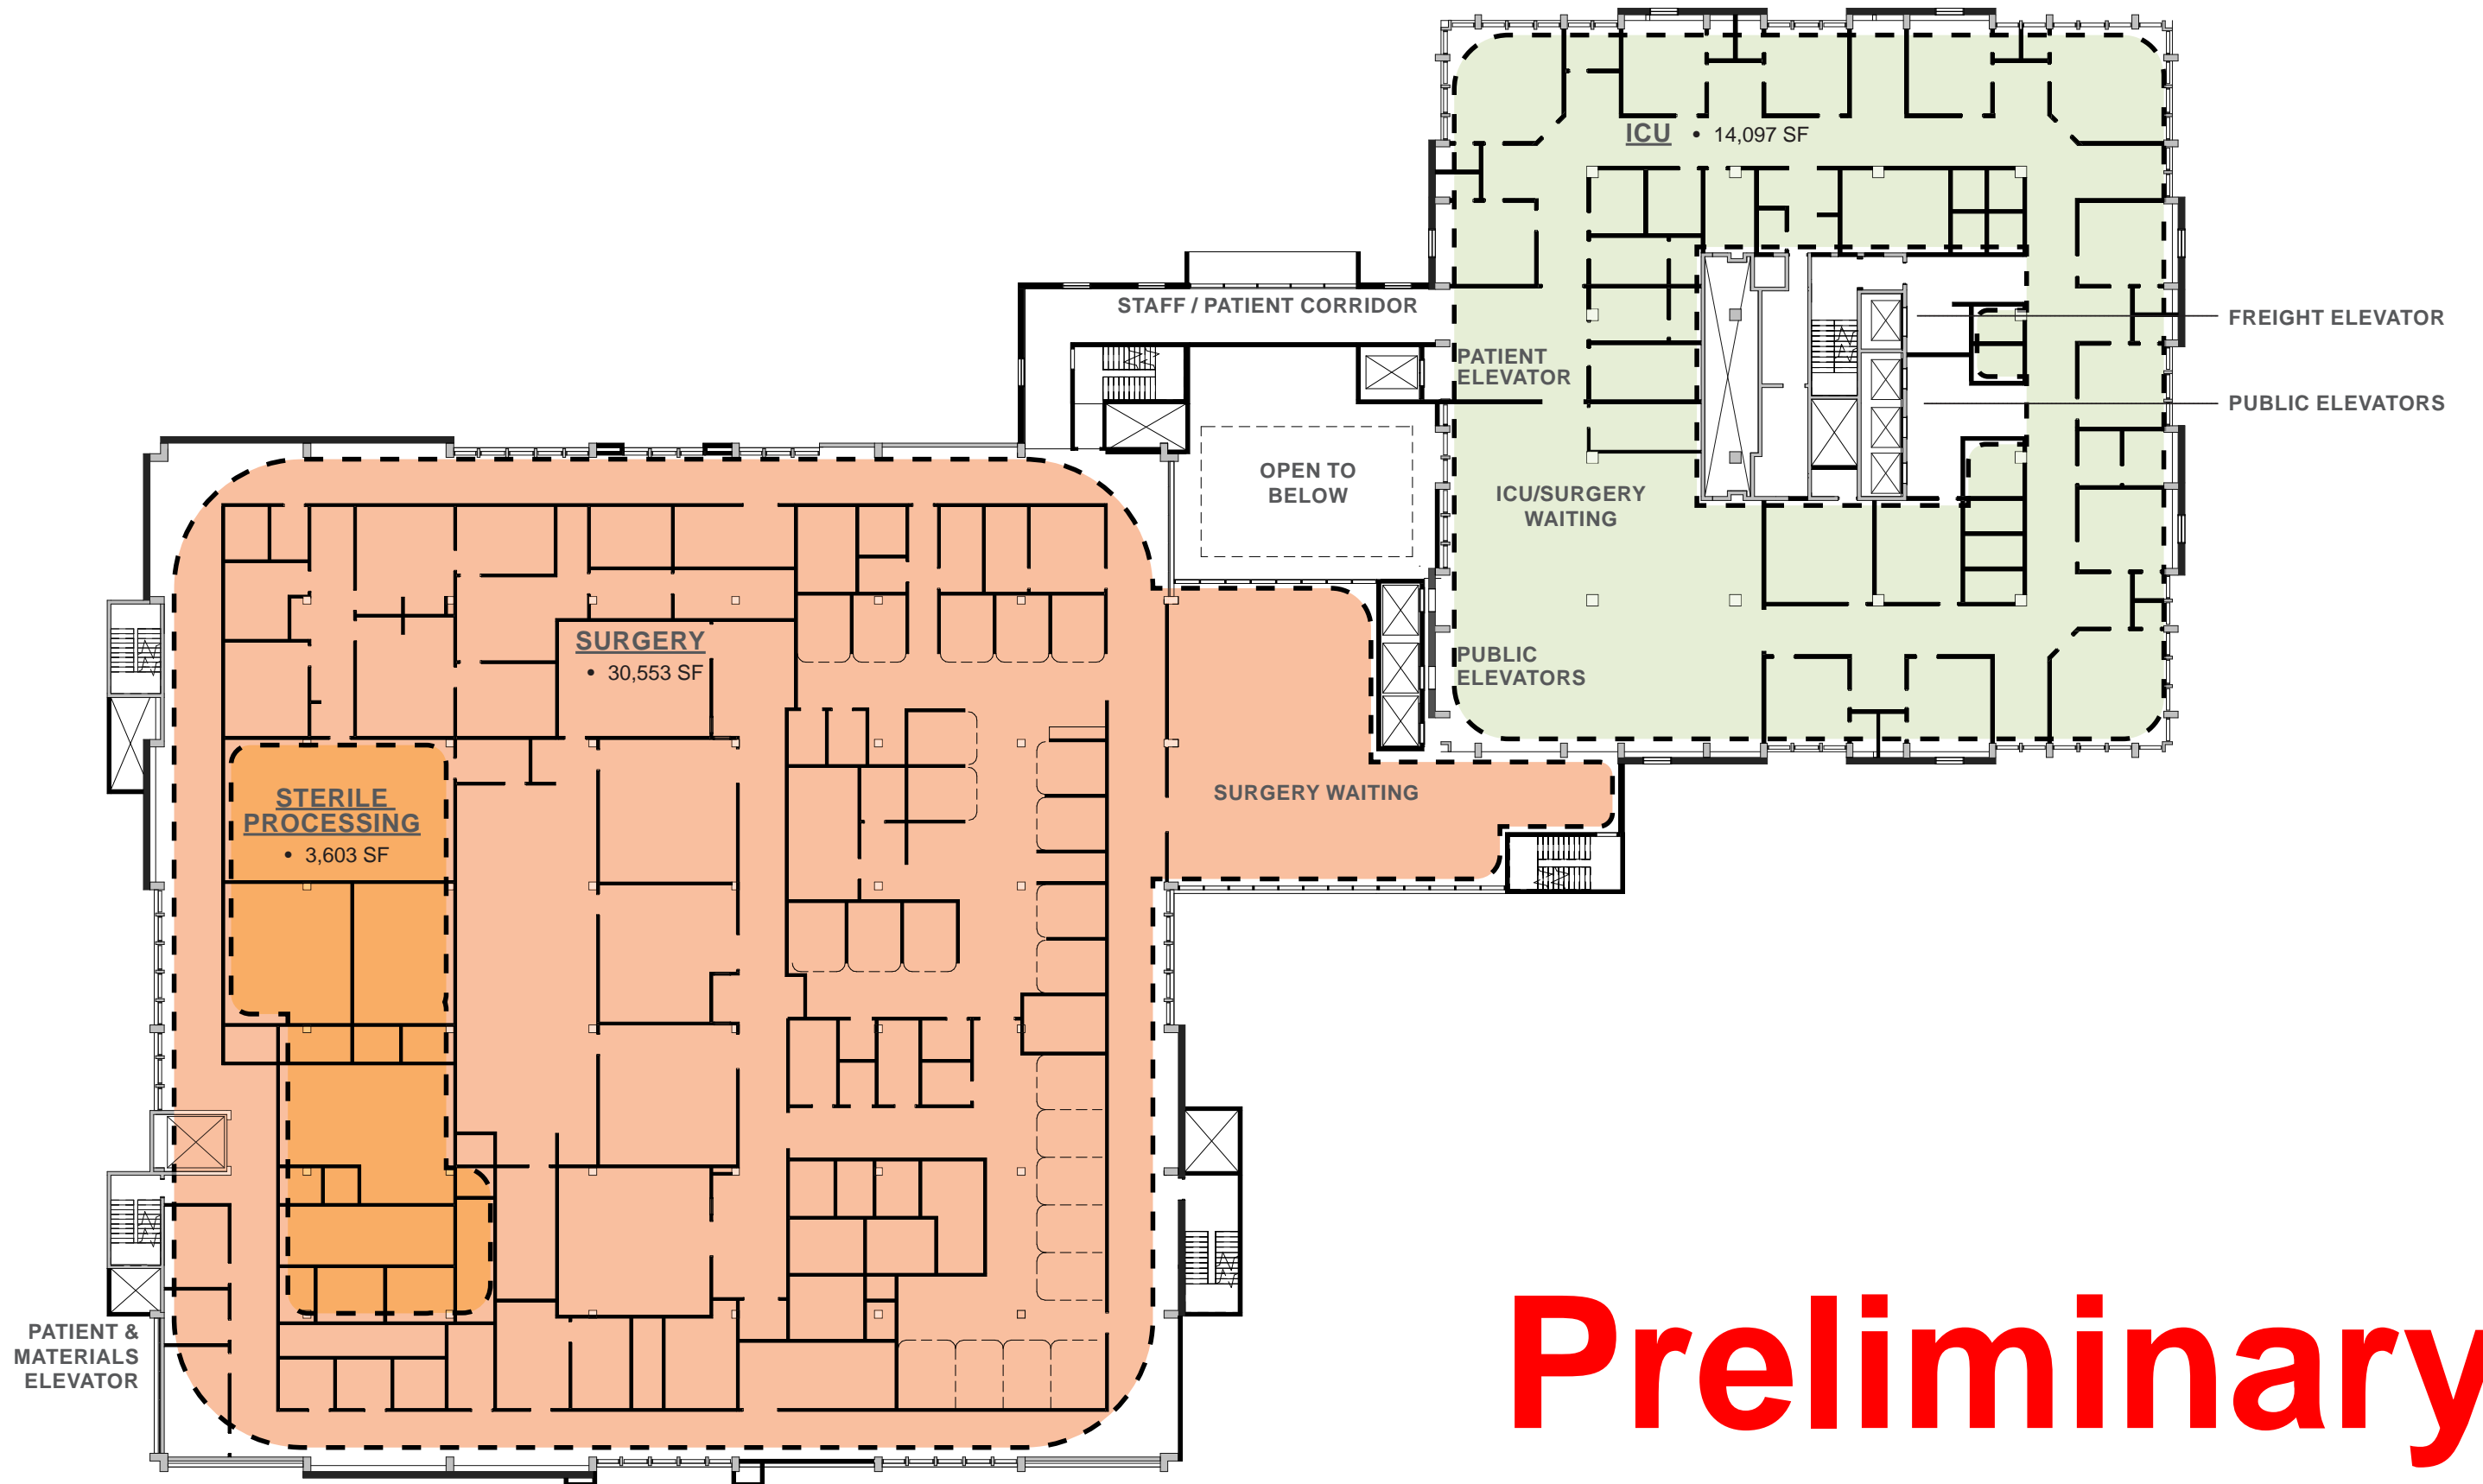 ICU • 14,097 SF
STAFF / PATIENT CORRIDOR
FREIGHT ELEVATOR
PATIENT
ELEVATOR
PUBLIC ELEVATORS
OPEN TO
BELOW
ICU/SURGERY
WAITING
SURGERY
• 30,553 SF
PUBLIC
ELEVATORS
STERILE
PROCESSING
• 3,603 SF
SURGERY WAITING
PATIENT &
MATERIALS
ELEVATOR
Preliminary